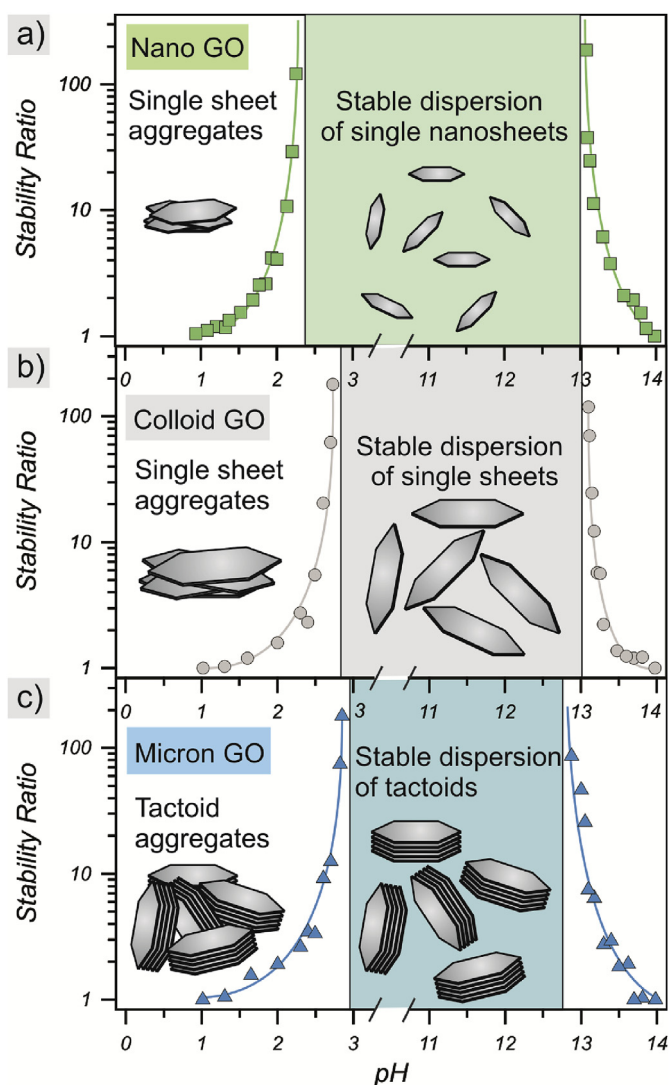 a)
Nano GO
Single sheet
aggregates
Stable dispersion
of single nanosheets
Stability Ratio
100
10
1
0 1 2 3 11 12 13 14
b)
Colloid GO
Single sheet
aggregates
Stable dispersion
of single sheets
Stability Ratio
100
10
1
0 1 2 3 11 12 13 14
c)
Micron GO
Tactoid
aggregates
Stable dispersion
of tactoids
Stability Ratio
100
10
1
0 1 2 3 11 12 13 14
pH